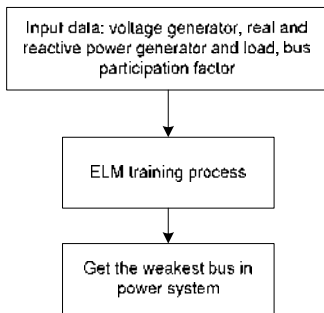 Input data: voltage generator, real and
reactive power generator and load, bus
participation factor
ELM training process
Get the weakest bus in
power system